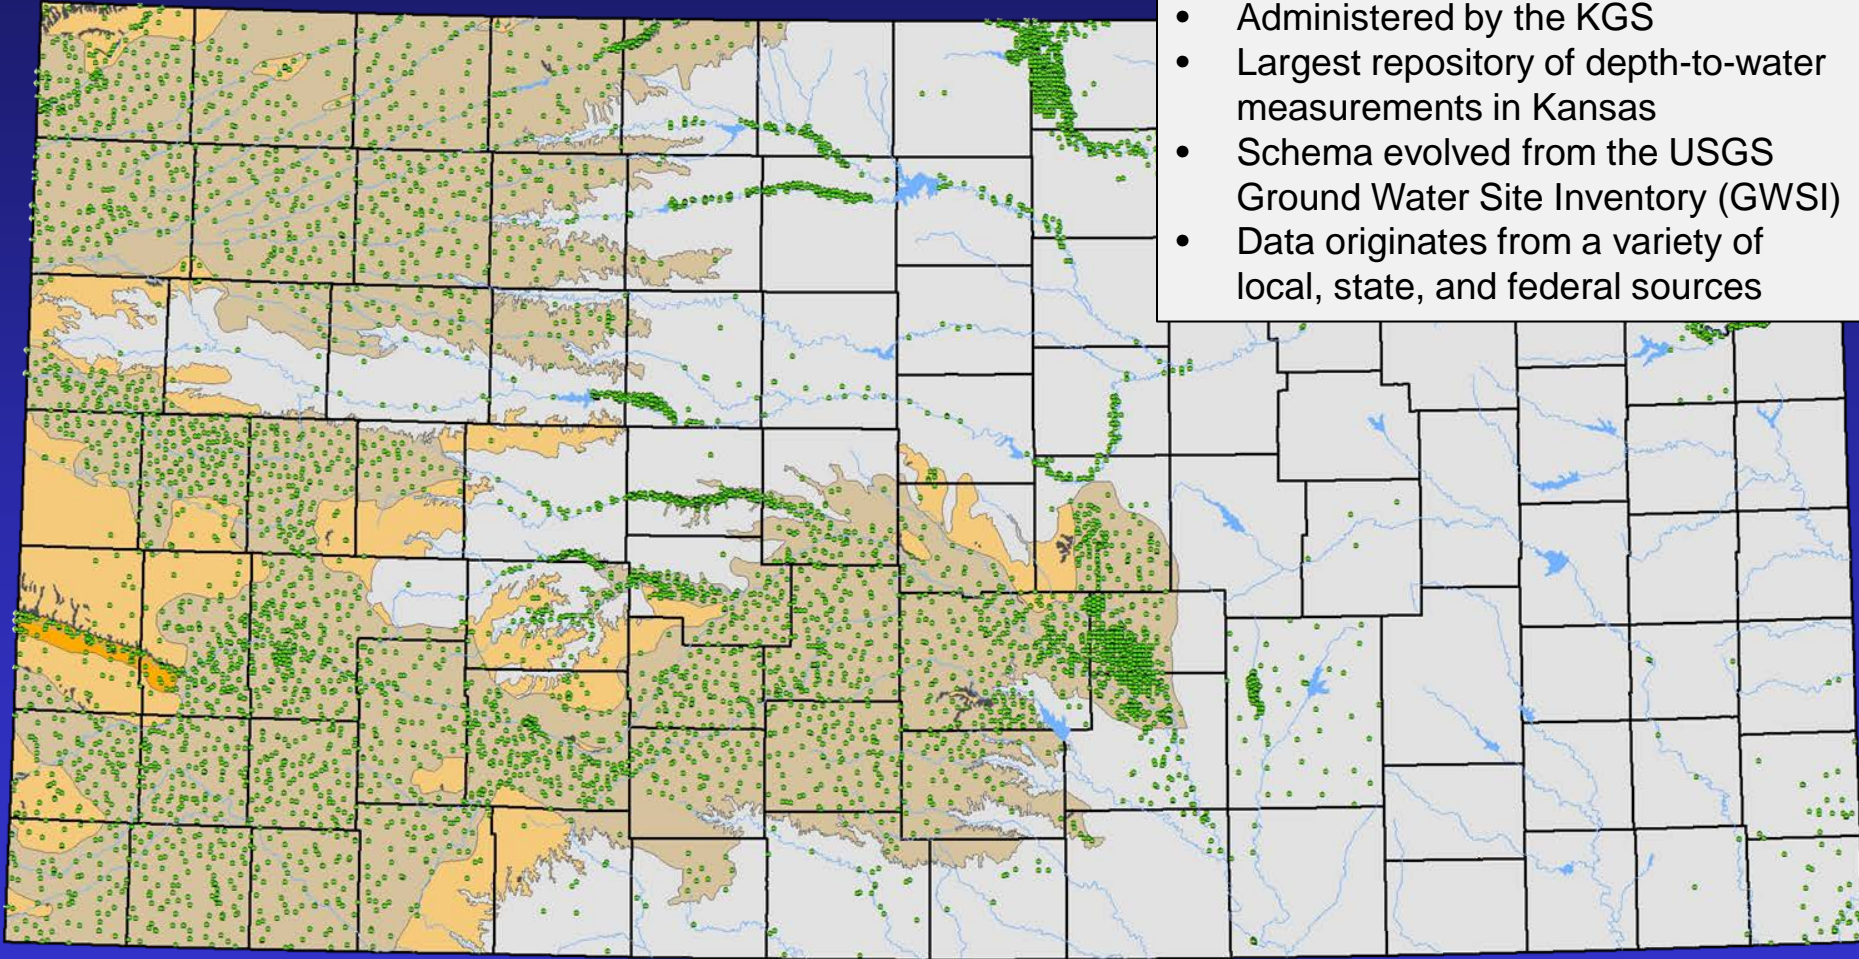 • Administered by the KGS
• Largest repository of depth-to-water
measurements in Kansas
• Schema evolved from the USGS
Ground Water Site Inventory (GWSI)
• Data originates from a variety of
local, state, and federal sources